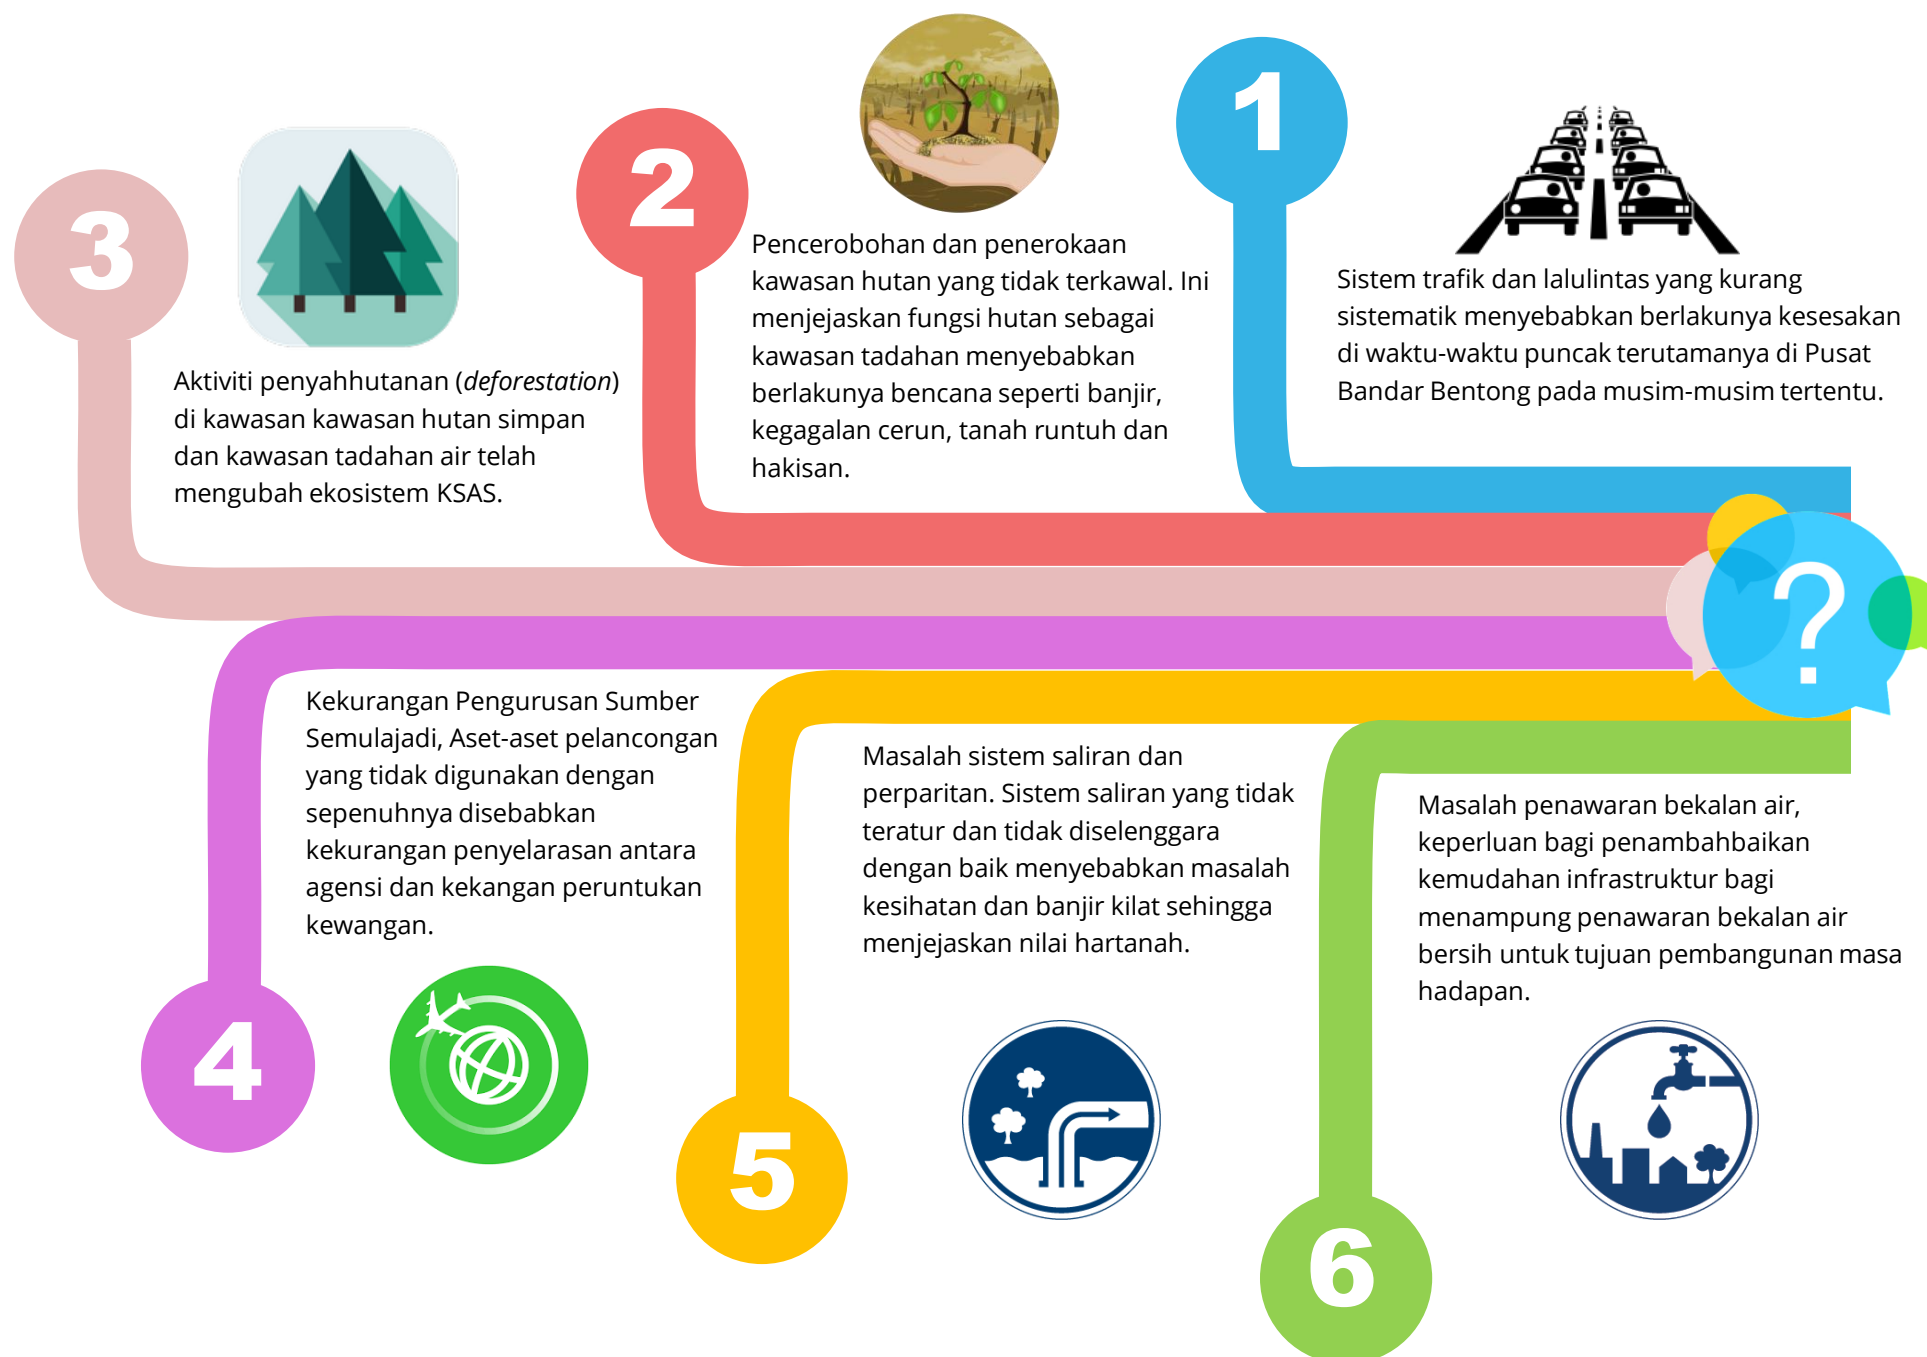 1
Sistem trafik dan lalulintas yang kurang
sistematik menyebabkan berlakunya kesesakan
di waktu-waktu puncak terutamanya di Pusat
Bandar Bentong pada musim-musim tertentu.
2
Pencerobohan dan penerokaan
kawasan hutan yang tidak terkawal. Ini
menjejaskan fungsi hutan sebagai
kawasan tadahan menyebabkan
berlakunya bencana seperti banjir,
kegagalan cerun, tanah runtuh dan
hakisan.
3
Aktiviti penyahhutanan (deforestation)
di kawasan kawasan hutan simpan
dan kawasan tadahan air telah
mengubah ekosistem KSAS.
?
4
Kekurangan Pengurusan Sumber
Semulajadi, Aset-aset pelancongan
yang tidak digunakan dengan
sepenuhnya disebabkan
kekurangan penyelarasan antara
agensi dan kekangan peruntukan
kewangan.
5
Masalah sistem saliran dan
perparitan. Sistem saliran yang tidak
teratur dan tidak diselenggara
dengan baik menyebabkan masalah
kesihatan dan banjir kilat sehingga
menjejaskan nilai hartanah.
6
Masalah penawaran bekalan air,
keperluan bagi penambahbaikan
kemudahan infrastruktur bagi
menampung penawaran bekalan air
bersih untuk tujuan pembangunan masa
hadapan.